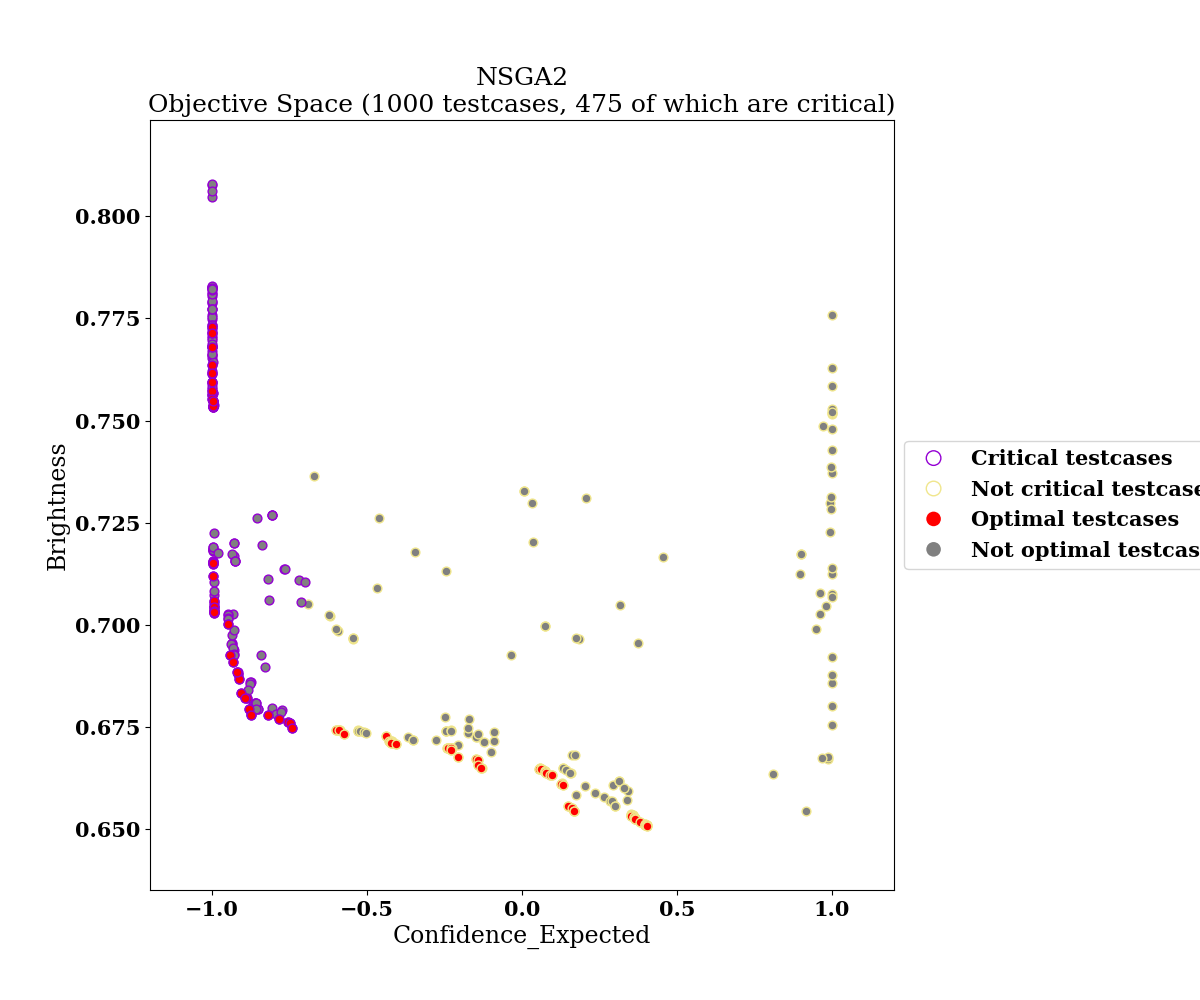 NSGA2
Objective Space (1000 testcases, 475 of which are critical)
0.800
0.775
0.750
0.725
0.700
0.675
0.650
Brightness
−1.0
−0.5
0.0
0.5
1.0
Confidence_Expected
Critical testcases
Not critical testcase
Optimal testcases
Not optimal testcas